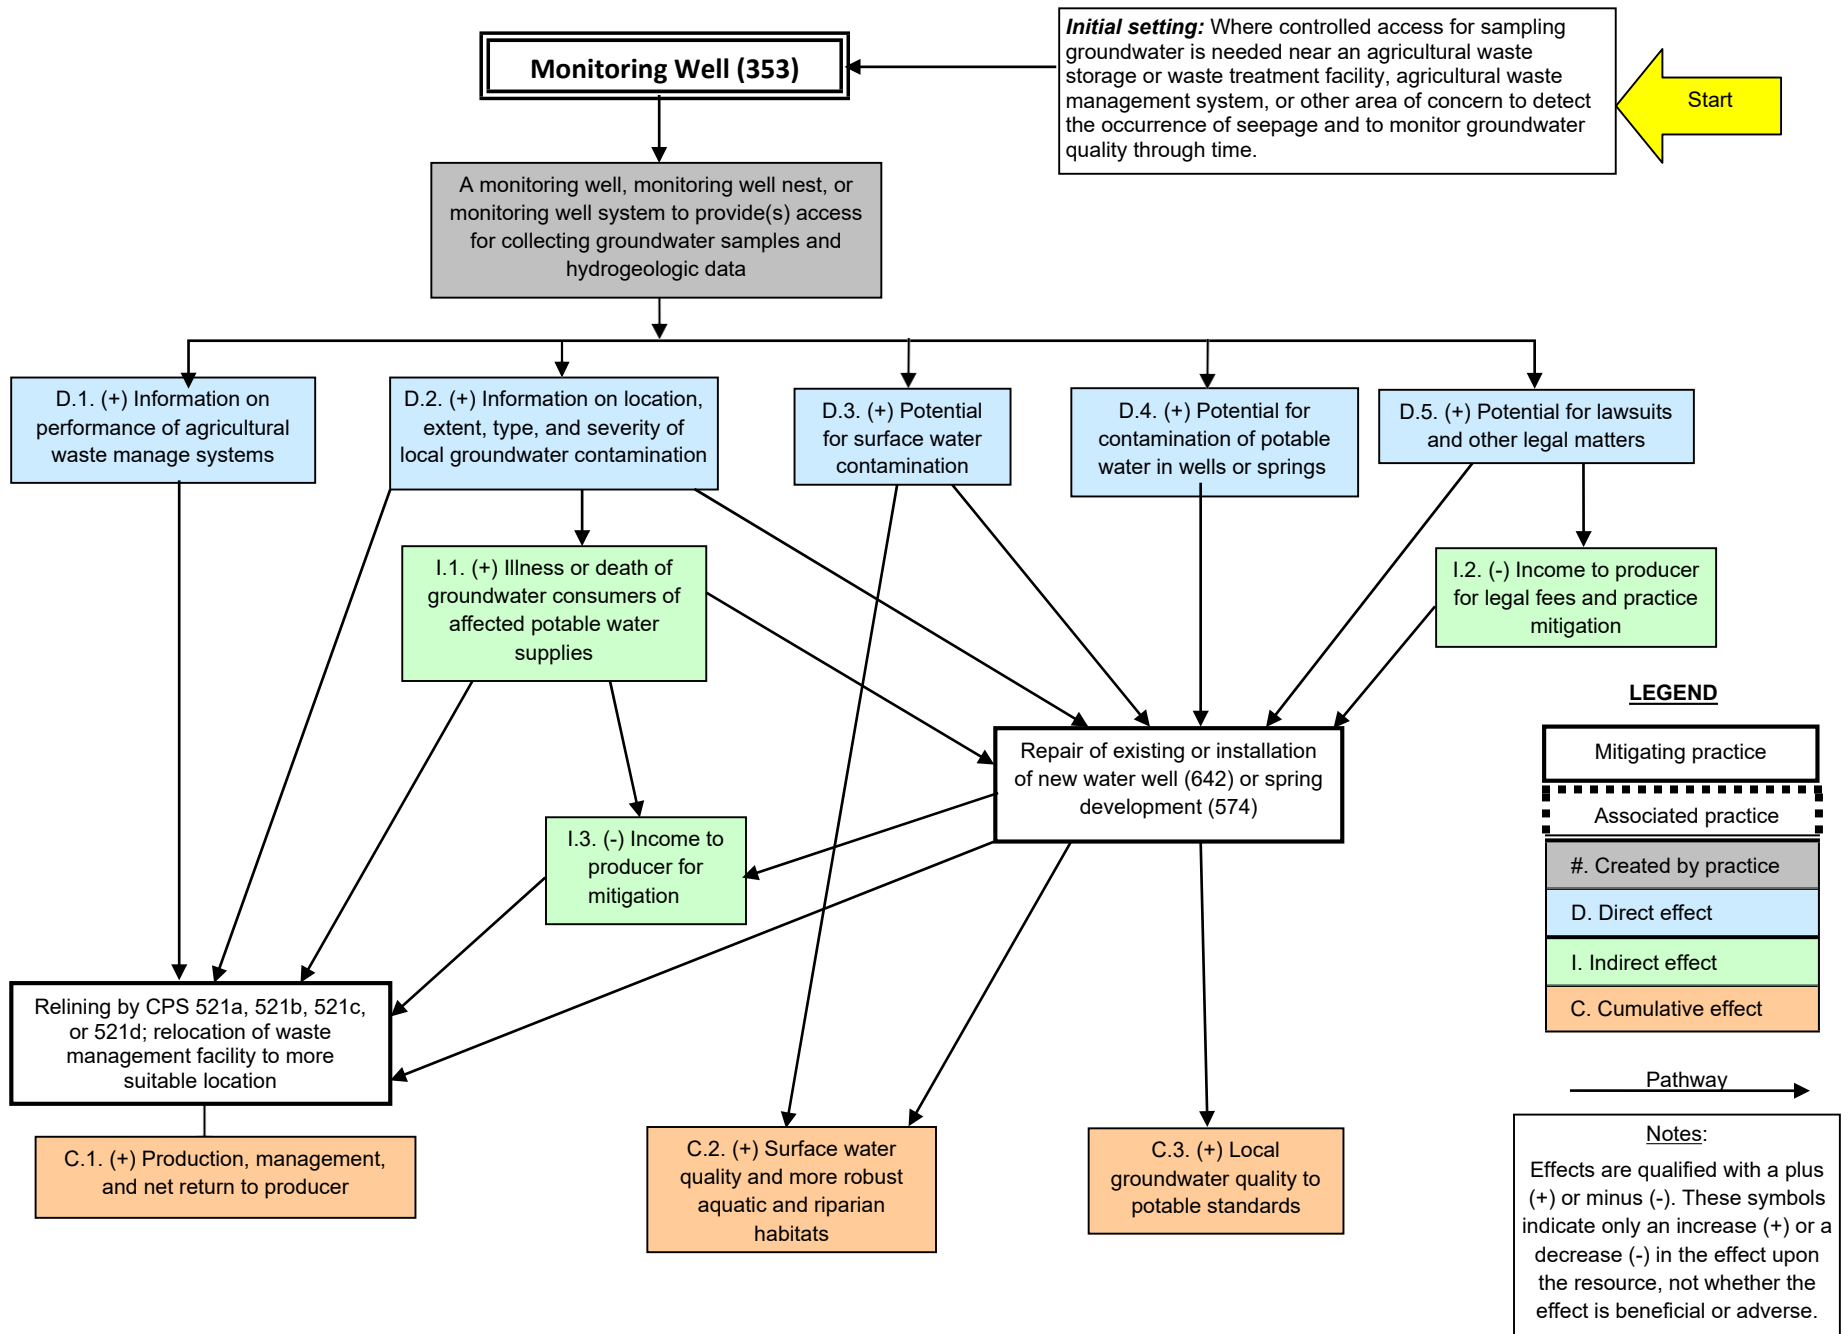 Monitoring Well (353)
Initial setting: Where controlled access for sampling
groundwater is needed near an agricultural waste
storage or waste treatment facility, agricultural waste
management system, or other area of concern to detect
the occurrence of seepage and to monitor groundwater
quality through time.
Start
A monitoring well, monitoring well nest, or
monitoring well system to provide(s) access
for collecting groundwater samples and
hydrogeologic data
D.1. (+) Information on
performance of agricultural
waste manage systems
D.2. (+) Information on location,
extent, type, and severity of
local groundwater contamination
D.3. (+) Potential
for surface water
contamination
D.4. (+) Potential for
contamination of potable
water in wells or springs
D.5. (+) Potential for lawsuits
and other legal matters
I.1. (+) Illness or death of
groundwater consumers of
affected potable water
supplies
I.2. (-) Income to producer
for legal fees and practice
mitigation
Repair of existing or installation
of new water well (642) or spring
development (574)
I.3. (-) Income to
producer for
mitigation
Relining by CPS 521a, 521b, 521c,
or 521d; relocation of waste
management facility to more
suitable location
C.1. (+) Production, management,
and net return to producer
C.2. (+) Surface water
quality and more robust
aquatic and riparian
habitats
C.3. (+) Local
groundwater quality to
potable standards
LEGEND
Mitigating practice
Associated practice
#. Created by practice
D. Direct effect
I. Indirect effect
C. Cumulative effect
Pathway
Notes:
Effects are qualified with a plus
(+) or minus (-). These symbols
indicate only an increase (+) or a
decrease (-) in the effect upon
the resource, not whether the
effect is beneficial or adverse.